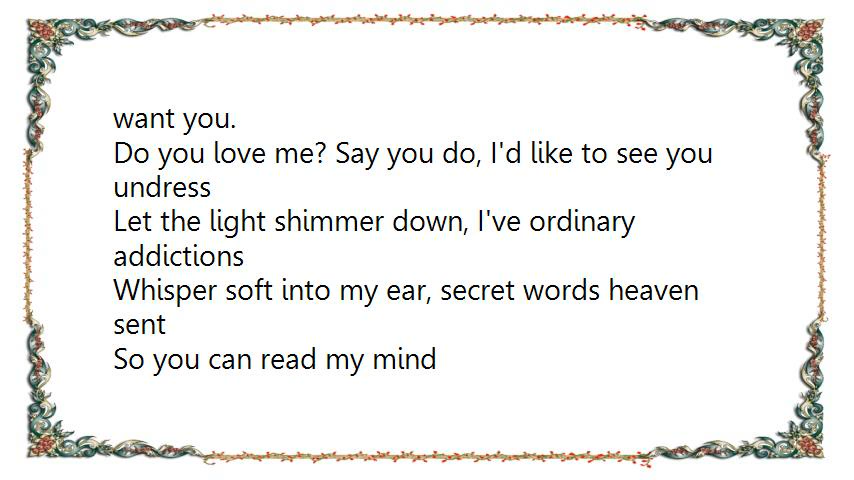 want you.
Do you love me? Say you do, I'd like to see you
undress
Let the light shimmer down, I've ordinary
addictions
Whisper soft into my ear, secret words heaven
sent
So you can read my mind